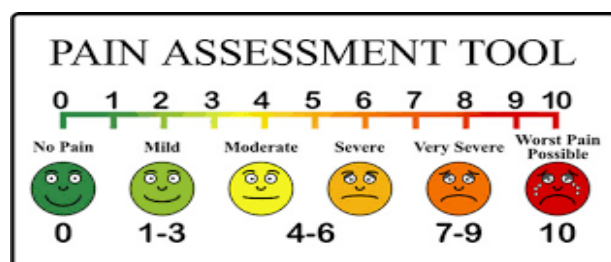 PAIN ASSESSMENT TOOL
0 1 2 3 4 5 6 7 8 9 10
No Pain Mild Moderate Severe Very Severe Worst Pain
Possible
0 1-3 4-6 7-9 10